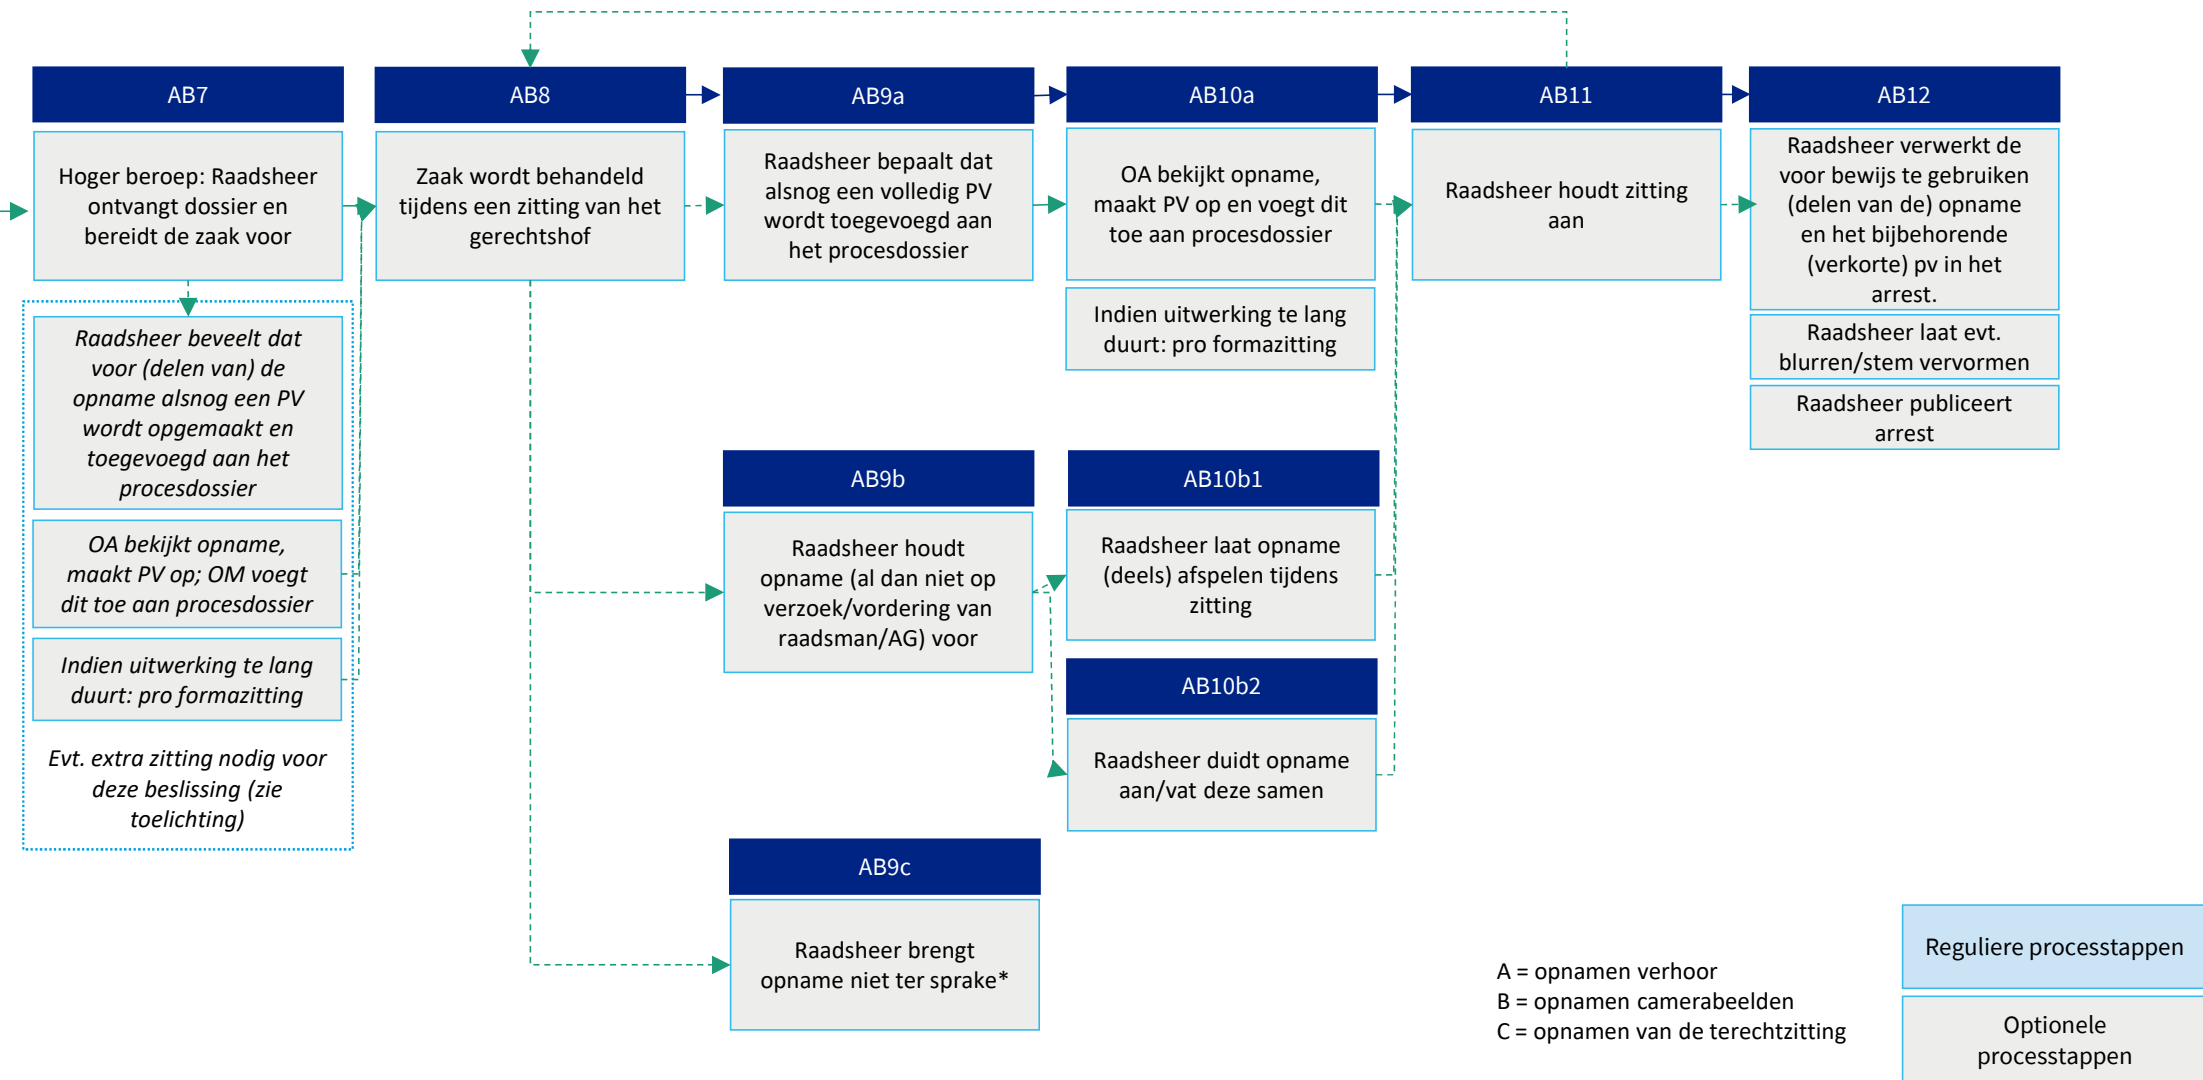 AB7
Hoger beroep: Raadsheer
ontvangt dossier en
bereidt de zaak voor
Raadsheer beveelt dat
voor (delen van) de
opname alsnog een PV
wordt opgemaakt en
toegevoegd aan het
procesdossier
OA bekijkt opname,
maakt PV op; OM voegt
dit toe aan procesdossier
Indien uitwerking te lang
duurt: pro formazitting
Evt. extra zitting nodig voor
deze beslissing (zie
toelichting)
AB8
Zaak wordt behandeld
tijdens een zitting van het
gerechtshof
AB9a
Raadsheer bepaalt dat
alsnog een volledig PV
wordt toegevoegd aan
het procesdossier
AB10a
OA bekijkt opname,
maakt PV op en voegt dit
toe aan procesdossier
Indien uitwerking te lang
duurt: pro formazitting
AB11
Raadsheer houdt zitting
aan
AB12
Raadsheer verwerkt de
voor bewijs te gebruiken
(delen van de) opname
en het bijbehorende
(verkorte) pv in het
arrest.
Raadsheer laat evt.
blurren/stem vervormen
Raadsheer publiceert
arrest
AB9b
Raadsheer houdt
opname (al dan niet op
verzoek/vordering van
raadsman/AG) voor
AB10b1
Raadsheer laat opname
(deels) afspelen tijdens
zitting
AB10b2
Raadsheer duidt opname
aan/vat deze samen
AB9c
Raadsheer brengt
opname niet ter sprake*
A = opnamen verhoor
B = opnamen camerabeelden
C = opnamen van de terechtzitting
Reguliere processtappen
Optionele
processtappen